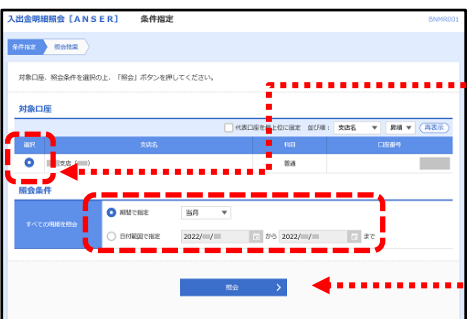 入出金明細照会［ANSER］ 条件指定 BNMR001
条件指定 照会結果
対象口座、照会条件を選択の上、「照会」ボタンを押してください。
対象口座
代表口座を最上位に固定 並び順： 支店名 昇順 再表示
選択 支店名 科目 口座番号
支店 普通
照会条件
すべての明細を照会
期間で指定 当月
日付範囲で指定 2022/ / から 2022/ / まで
照会